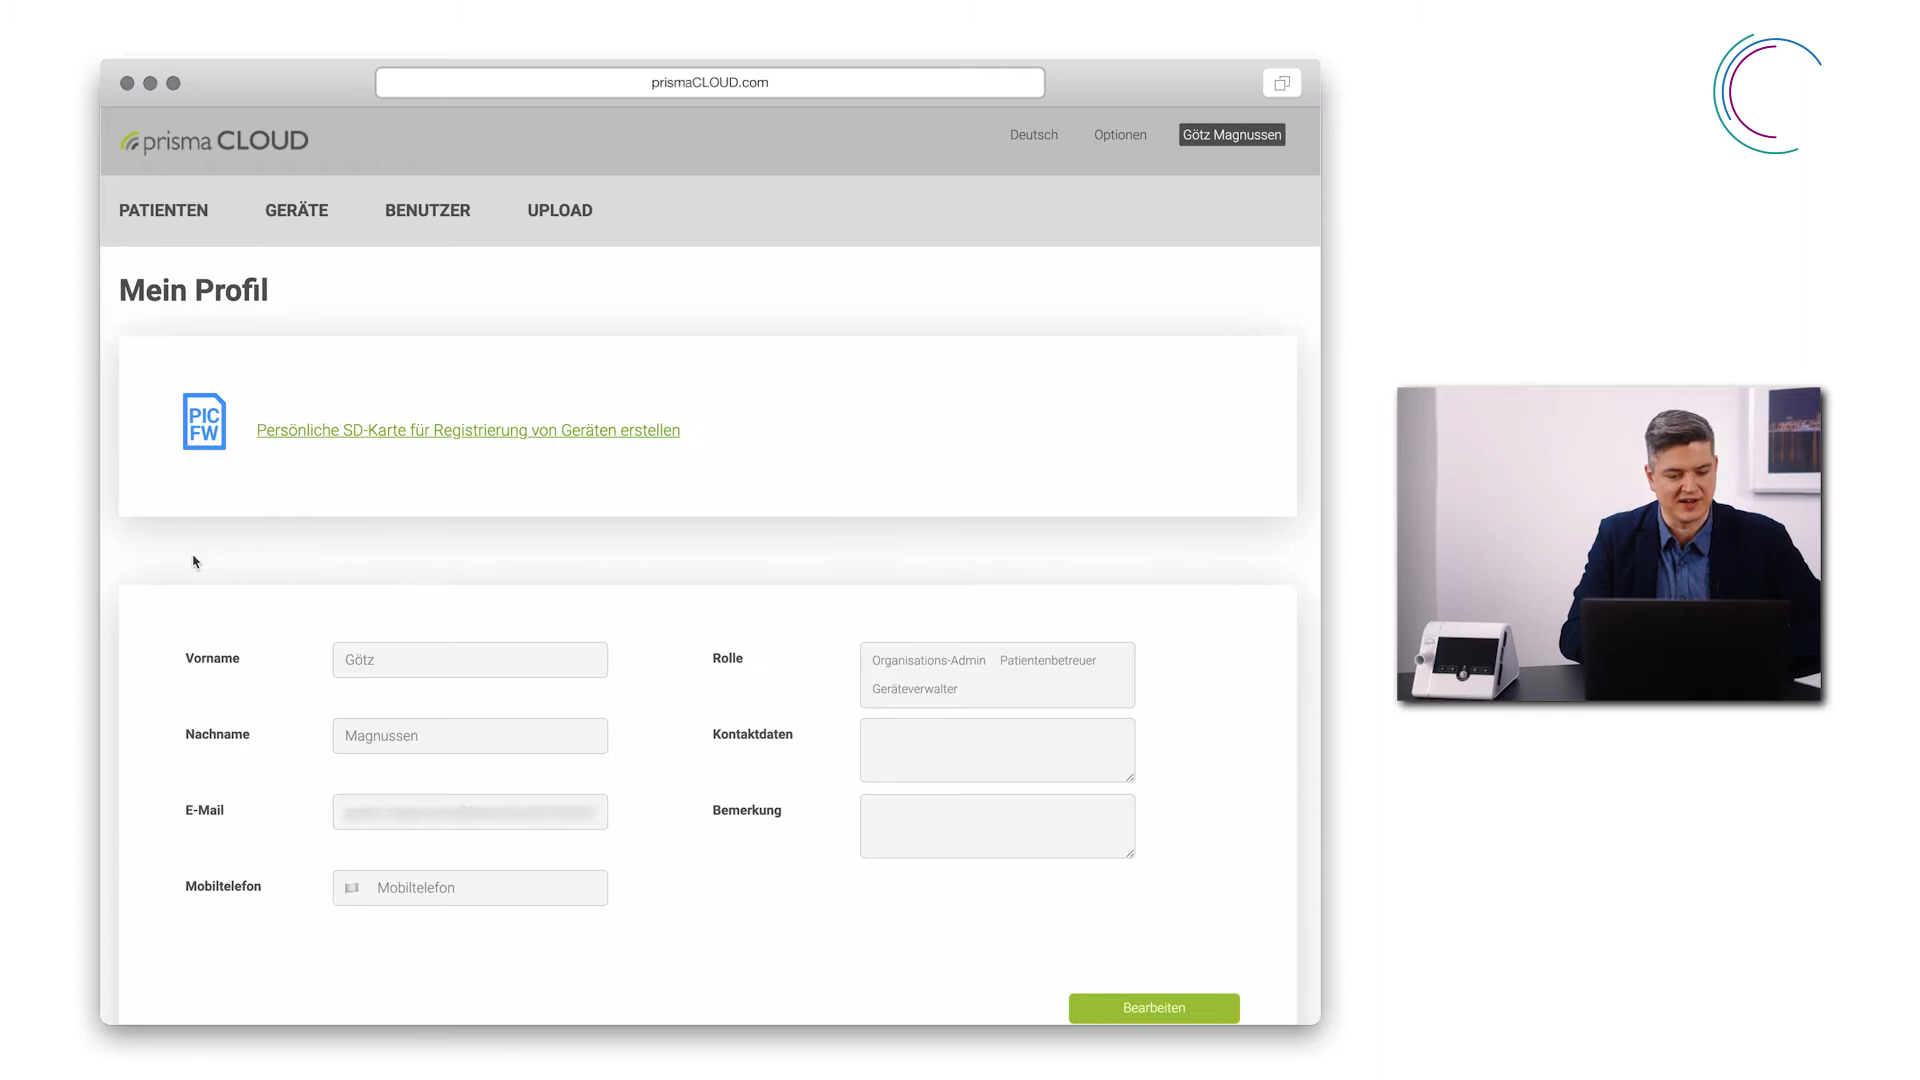 prismaCLOUD.com
prisma CLOUD
Deutsch
Optionen
Götz Magnussen
PATIENTEN
GERÄTE
BENUTZER
UPLOAD
Mein Profil
PIC
FW
Persönliche SD-Karte für Registrierung von Geräten erstellen
Vorname
Götz
Rolle
Organisations-Admin Patientenbetreuer
Geräteverwalter
Nachname
Magnussen
Kontaktdaten
E-Mail
Bemerkung
Mobiltelefon
Mobiltelefon
Bearbeiten